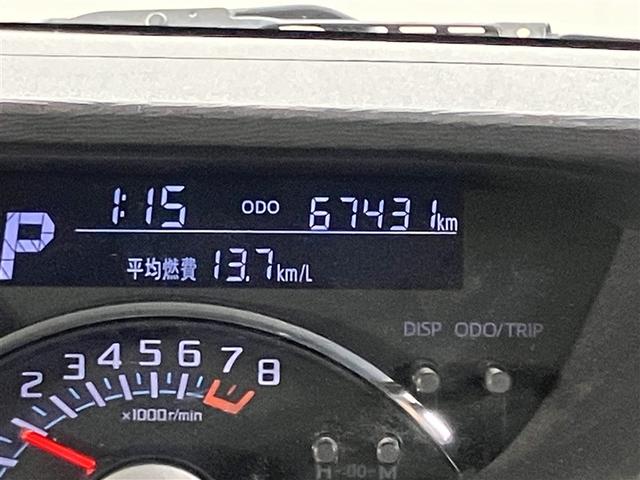 P 1:15 ODO 67431km
平均燃費 13.7km/L
DISP ODO/TRIP
2 3 4 5 6 7 8
×1000r/min
H M